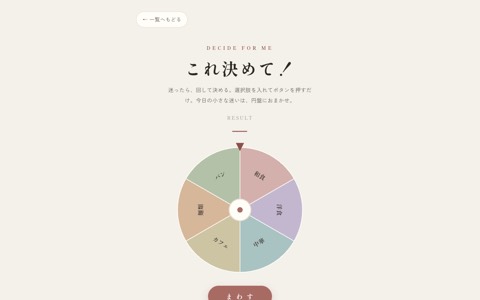 ← 一覧へもどる
DECIDE FOR ME
これ決めて！
迷ったら、回して決める。選択肢を入れてボタンを押すだ
け。今日の小さな迷いは、円盤におまかせ。
RESULT
和食
洋食
中華
カフェ
麺類
パン
まわす